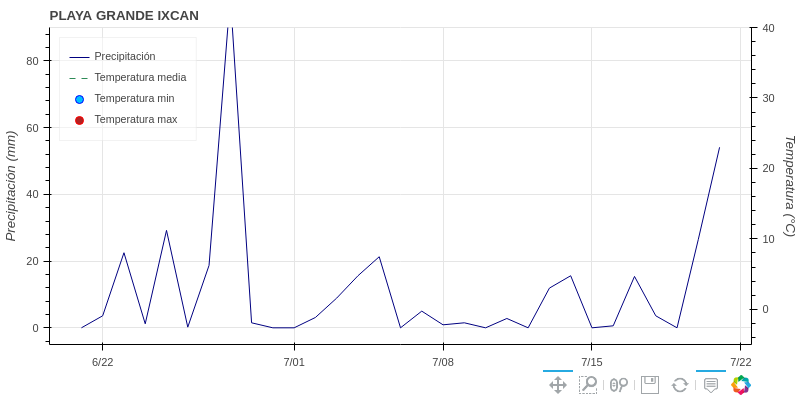 PLAYA GRANDE IXCAN
Precipitación
Temperatura media
Temperatura min
Temperatura max
Precipitación (mm)
80
60
40
20
0
Temperatura (°C)
40
30
20
10
0
6/22 7/01 7/08 7/15 7/22